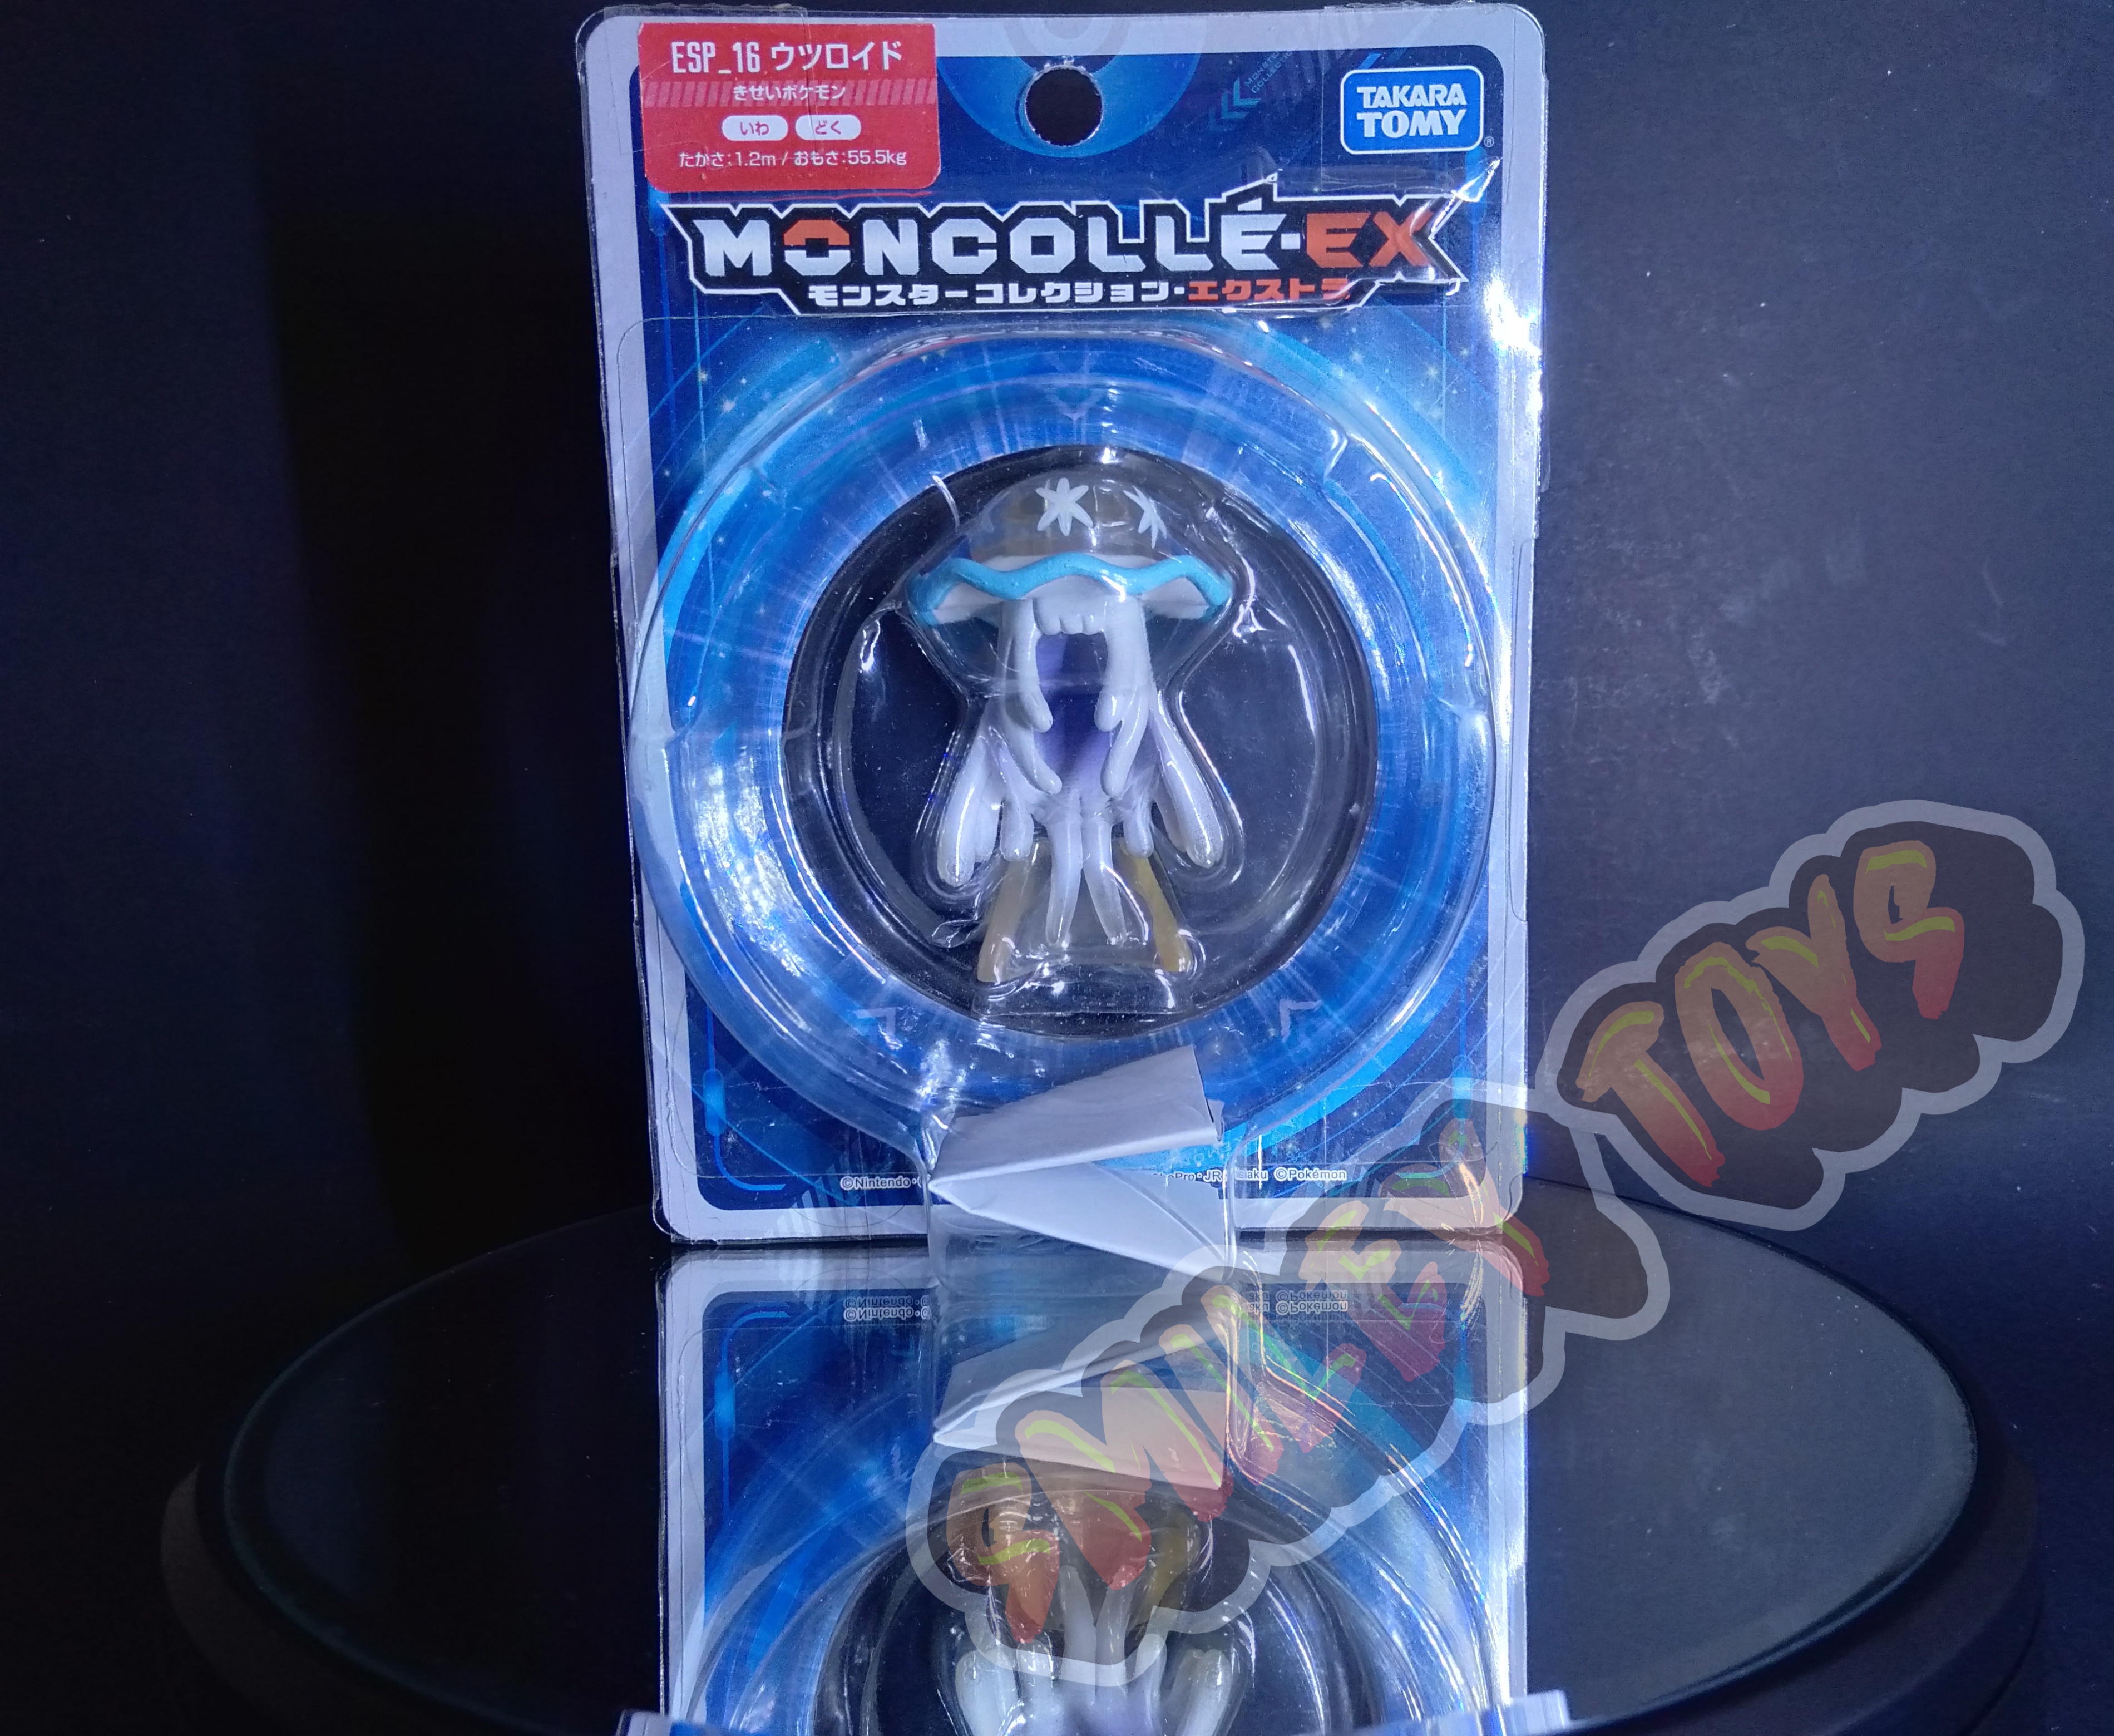 ESP_16 ウツロイド
きせいポケモン
いわ どく
たかさ:1.2m / おもさ:55.5kg
TAKARA
TOMY
®
MONCOLLÉ-EX
モンスターコレクション・エクストラ
©Nintendo・ ・JR ©Pokémon
SMILEY TOYS